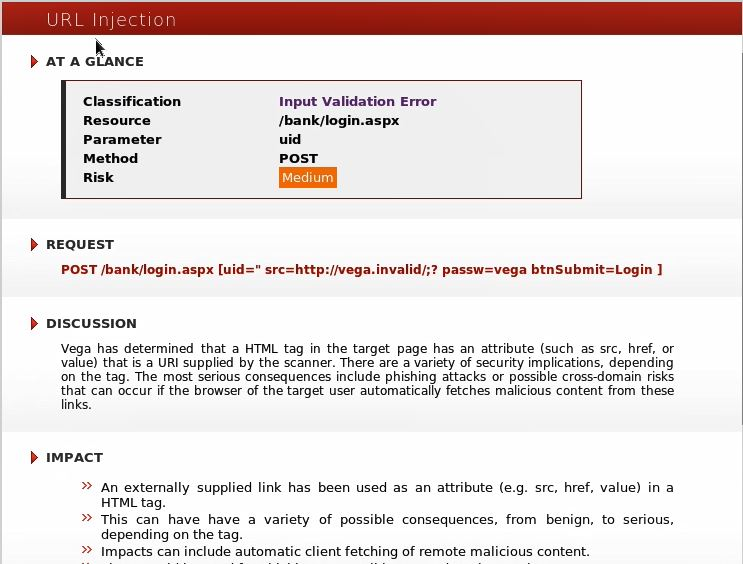 URL Injection
AT A GLANCE
Classification Input Validation Error
Resource /bank/login.aspx
Parameter uid
Method POST
Risk Medium
REQUEST
POST /bank/login.aspx [uid=" src=http://vega.invalid/;? passw=vega btnSubmit=Login ]
DISCUSSION
Vega has determined that a HTML tag in the target page has an attribute (such as src, href, or
value) that is a URI supplied by the scanner. There are a variety of security implications, depending
on the tag. The most serious consequences include phishing attacks or possible cross-domain risks
that can occur if the browser of the target user automatically fetches malicious content from these
links.
IMPACT
An externally supplied link has been used as an attribute (e.g. src, href, value) in a
HTML tag.
This can have have a variety of possible consequences, from benign, to serious,
depending on the tag.
Impacts can include automatic client fetching of remote malicious content.